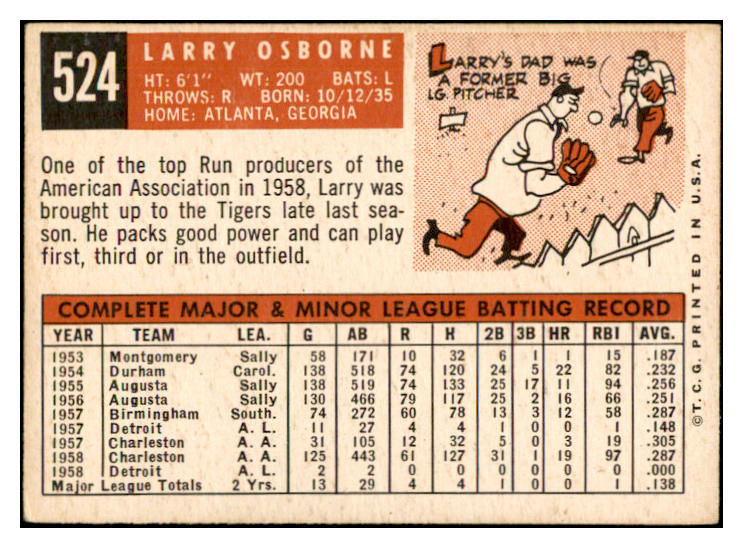 524
LARRY OSBORNE
HT: 6'1" WT: 200 BATS: L
THROWS: R BORN: 10/12/35
HOME: ATLANTA, GEORGIA
LARRY'S DAD WAS
A FORMER BIG
LG. PITCHER
One of the top Run producers of the
American Association in 1958, Larry was
brought up to the Tigers late last sea-
son. He packs good power and can play
first, third or in the outfield.
COMPLETE MAJOR & MINOR LEAGUE BATTING RECORD
YEAR TEAM LEA. G AB R H 2B 3B HR RBI AVG.
1953 Montgomery Sally 58 171 10 32 6 1 1 15 .187
1954 Durham Carol. 138 518 74 120 24 5 22 82 .232
1955 Augusta Sally 138 519 74 133 25 17 11 94 .256
1956 Augusta Sally 130 466 79 117 25 2 16 66 .251
1957 Birmingham South. 74 272 60 78 13 3 12 58 .287
1957 Detroit A. L. 11 27 4 4 1 0 0 1 .148
1957 Charleston A. A. 31 105 12 32 5 0 3 19 .305
1958 Charleston A. A. 125 443 61 127 31 1 19 97 .287
1958 Detroit A. L. 2 2 0 0 0 0 0 0 .000
Major League Totals 2 Yrs. 13 29 4 4 1 0 0 1 .138
©T. C. G. PRINTED IN U.S.A.